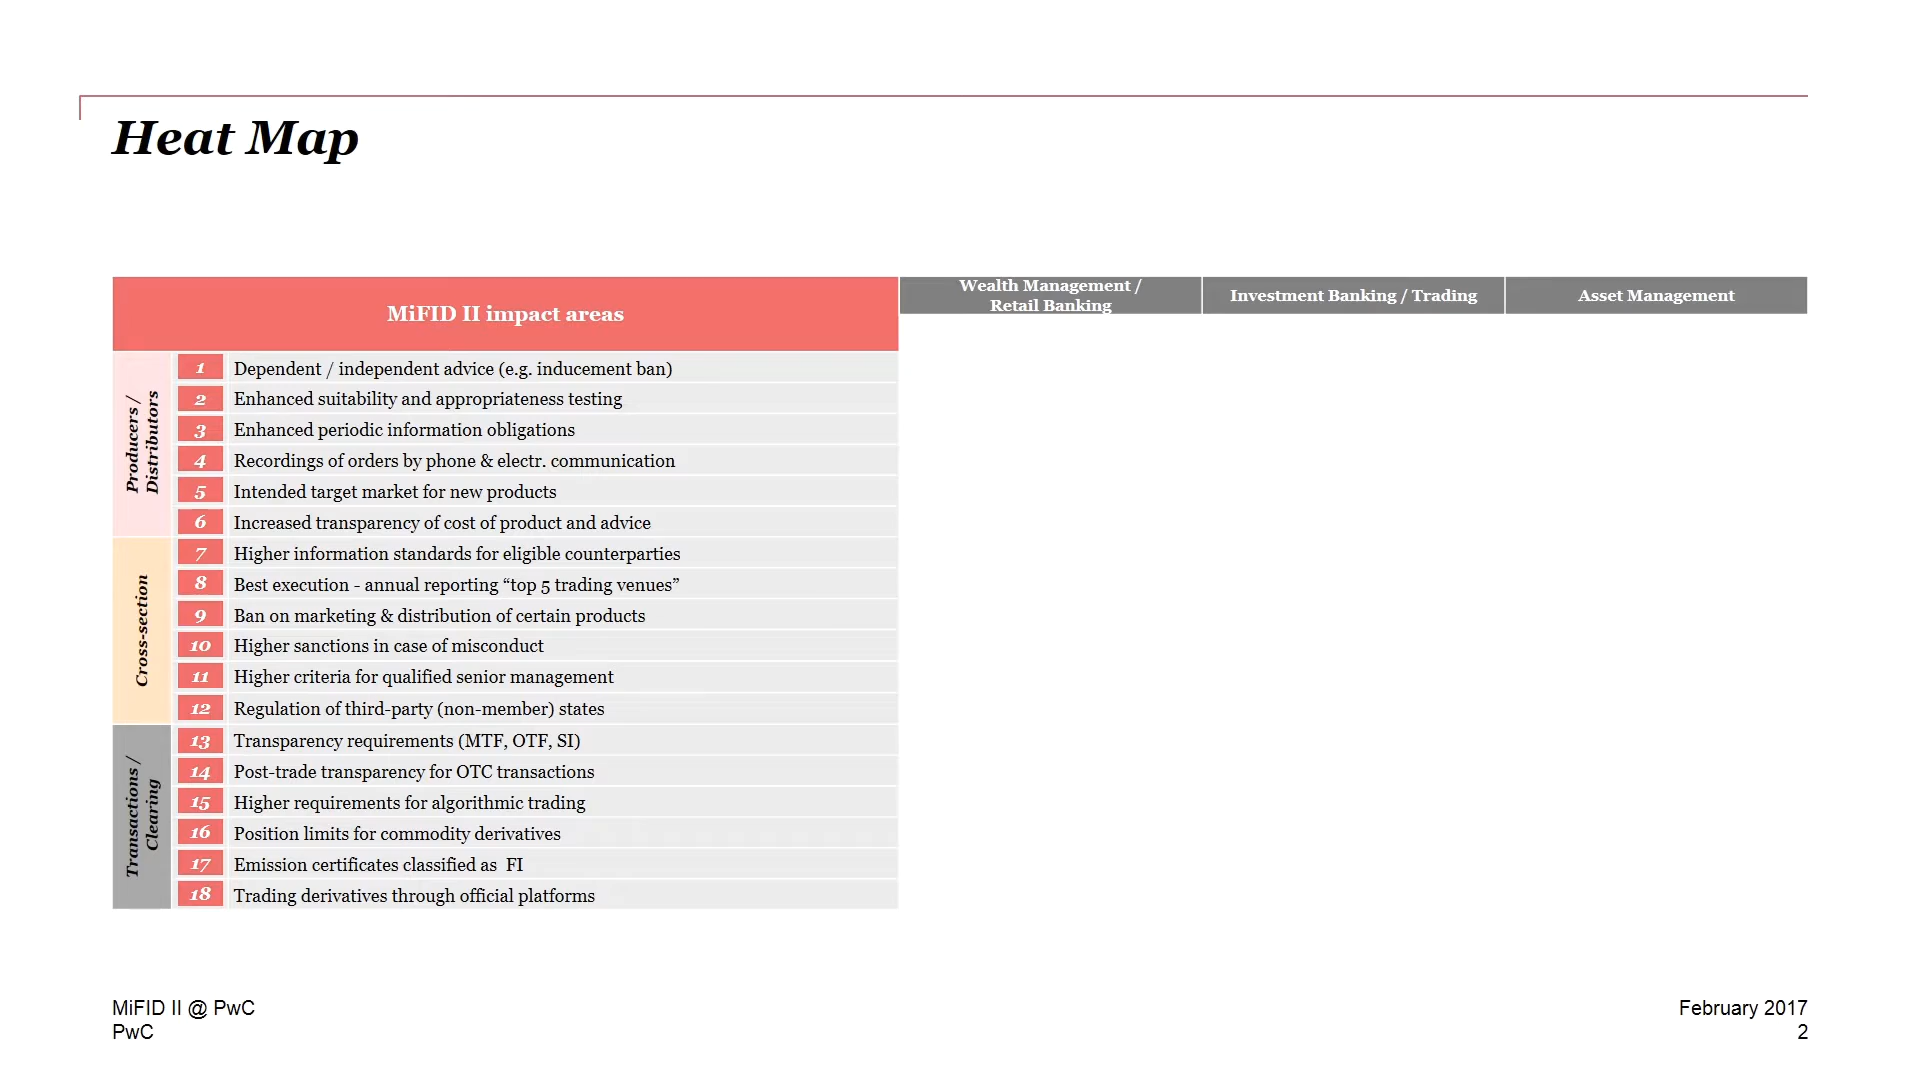 Heat Map
MiFID II impact areas
Wealth Management /
Retail Banking
Investment Banking / Trading
Asset Management
Producers /
Distributors
1 Dependent / independent advice (e.g. inducement ban)
2 Enhanced suitability and appropriateness testing
3 Enhanced periodic information obligations
4 Recordings of orders by phone & electr. communication
5 Intended target market for new products
6 Increased transparency of cost of product and advice
Cross-section
7 Higher information standards for eligible counterparties
8 Best execution - annual reporting “top 5 trading venues”
9 Ban on marketing & distribution of certain products
10 Higher sanctions in case of misconduct
11 Higher criteria for qualified senior management
12 Regulation of third-party (non-member) states
Transactions /
Clearing
13 Transparency requirements (MTF, OTF, SI)
14 Post-trade transparency for OTC transactions
15 Higher requirements for algorithmic trading
16 Position limits for commodity derivatives
17 Emission certificates classified as  FI
18 Trading derivatives through official platforms
MiFID II @ PwC
PwC
February 2017
2